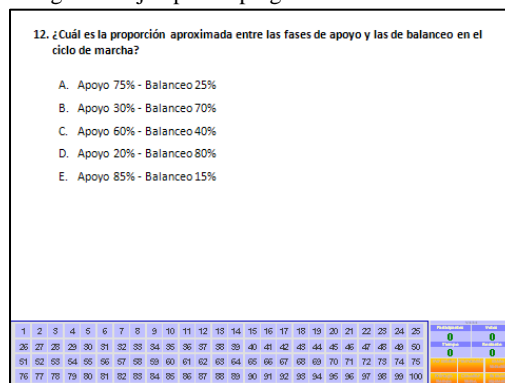 12. ¿Cuál es la proporción aproximada entre las fases de apoyo y las de balanceo en el
ciclo de marcha?
A. Apoyo 75% - Balanceo 25%
B. Apoyo 30% - Balanceo 70%
C. Apoyo 60% - Balanceo 40%
D. Apoyo 20% - Balanceo 80%
E. Apoyo 85% - Balanceo 15%
1 2 3 4 5 6 7 8 9 10 11 12 13 14 15 16 17 18 19 20 21 22 23 24 25
0 0
26 27 28 29 30 31 32 33 34 35 36 37 38 39 40 41 42 43 44 45 46 47 48 49 50
0 0
51 52 53 54 55 56 57 58 59 60 61 62 63 64 65 66 67 68 69 70 71 72 73 74 75
76 77 78 79 80 81 82 83 84 85 86 87 88 89 90 91 92 93 94 95 96 97 98 99 100